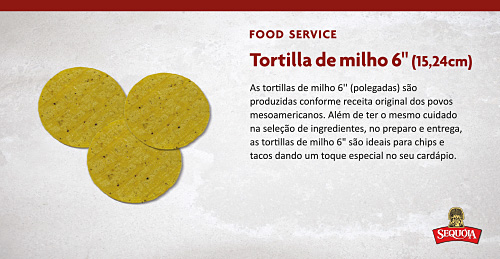 FOOD SERVICE
Tortilla de milho 6" (15,24cm)
As tortillas de milho 6" (polegadas) são
produzidas conforme receita original dos povos
mesoamericanos. Além de ter o mesmo cuidado
na seleção de ingredientes, no preparo e entrega,
as tortillas de milho 6" são ideais para chips e
tacos dando um toque especial no seu cardápio.
SEQUOIA